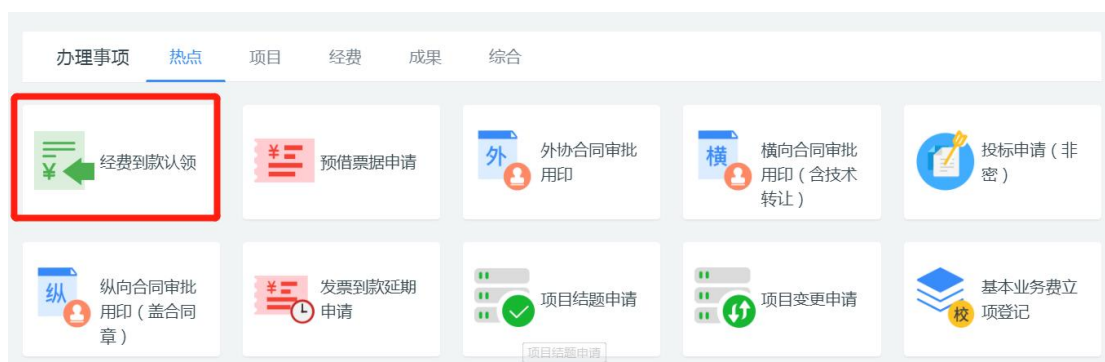 办理事项 热点 项目 经费 成果 综合
¥ 经费到款认领
¥ 预借票据申请
外 外协合同审批
用印
横 横向合同审批
用印（含技术
转让）
投标申请（非
密）
纵 纵向合同审批
用印（盖合同
章）
¥ 发票到款延期
申请
项目结题申请
项目变更申请
校 基本业务费立
项登记
项目结题申请